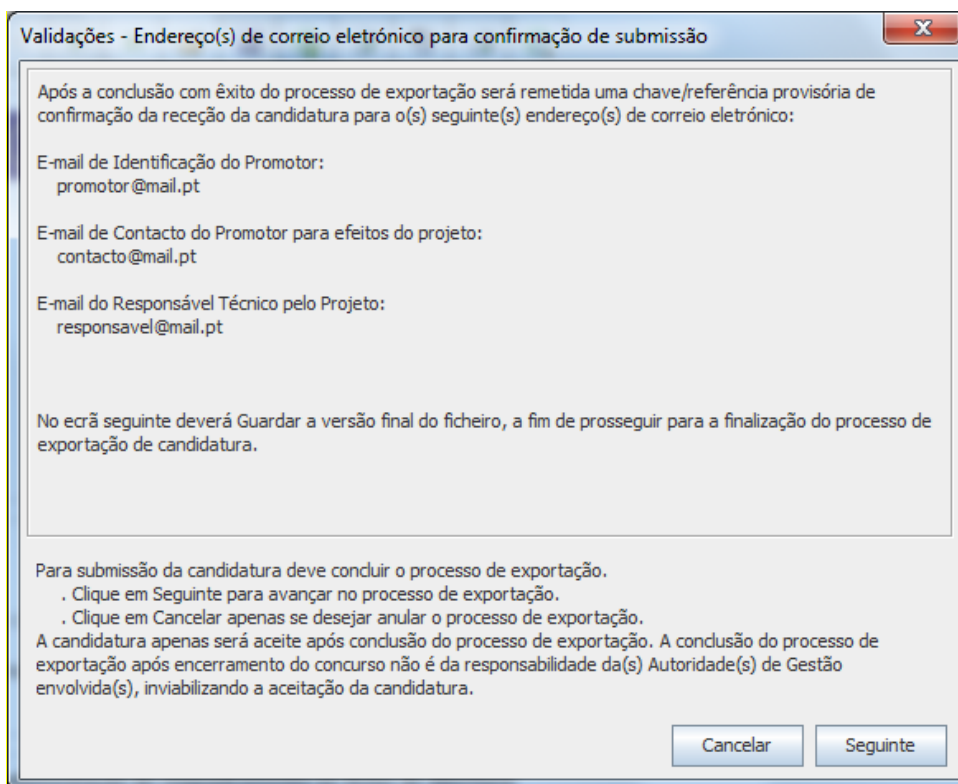 Validações - Endereço(s) de correio eletrónico para confirmação de submissão
Após a conclusão com êxito do processo de exportação será remetida uma chave/referência provisória de
confirmação da receção da candidatura para o(s) seguinte(s) endereço(s) de correio eletrónico:
E-mail de Identificação do Promotor:
promotor@mail.pt
E-mail de Contacto do Promotor para efeitos do projeto:
contacto@mail.pt
E-mail do Responsável Técnico pelo Projeto:
responsavel@mail.pt
No ecrã seguinte deverá Guardar a versão final do ficheiro, a fim de prosseguir para a finalização do processo de
exportação de candidatura.
Para submissão da candidatura deve concluir o processo de exportação.
. Clique em Seguinte para avançar no processo de exportação.
. Clique em Cancelar apenas se desejar anular o processo de exportação.
A candidatura apenas será aceite após conclusão do processo de exportação. A conclusão do processo de
exportação após encerramento do concurso não é da responsabilidade da(s) Autoridade(s) de Gestão
envolvida(s), inviabilizando a aceitação da candidatura.
Cancelar
Seguinte